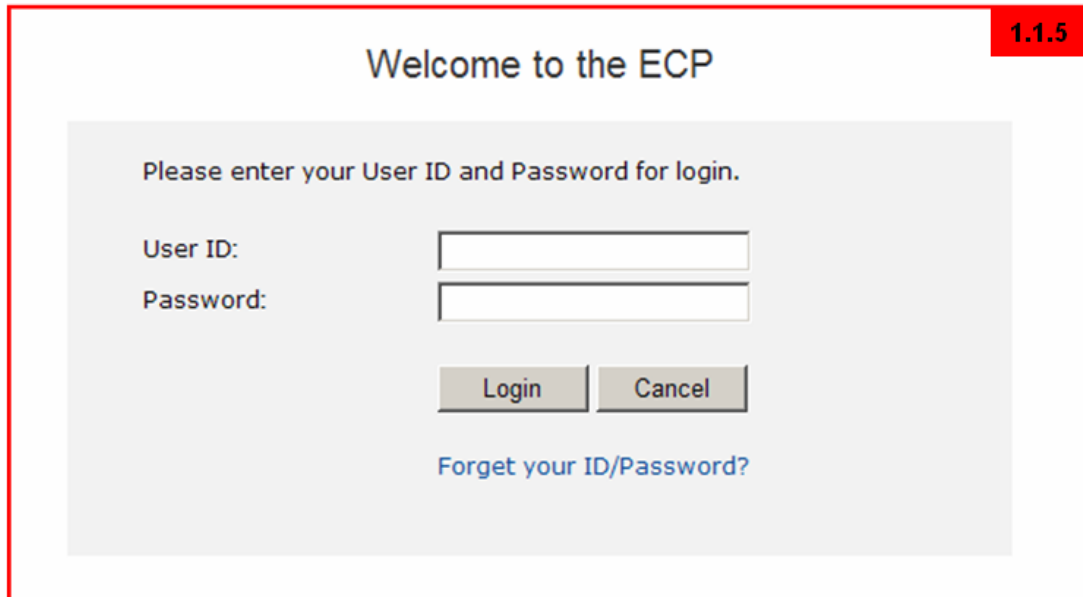 1.1.5
Welcome to the ECP
Please enter your User ID and Password for login.
User ID:
Password:
Login Cancel
Forget your ID/Password?